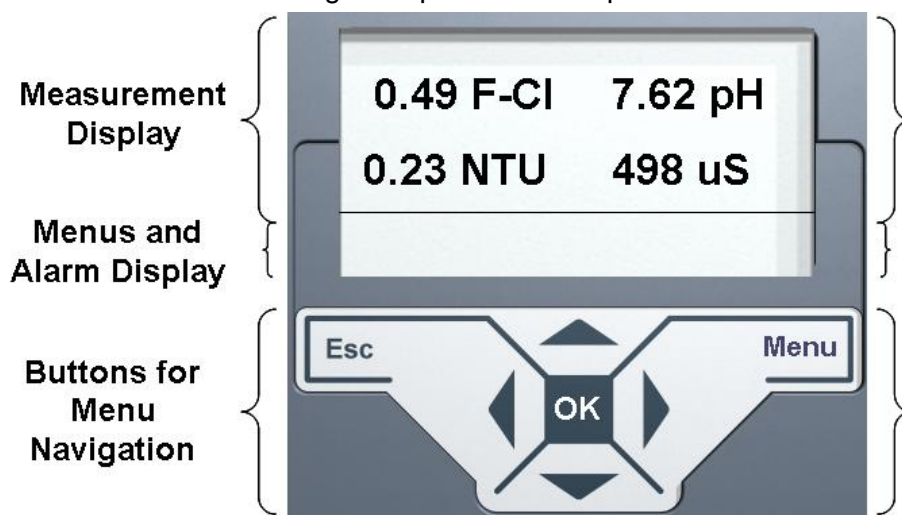 Measurement
Display
0.49 F-Cl 7.62 pH
0.23 NTU 498 uS
Menus and
Alarm Display
Esc
Menu
Buttons for
Menu
Navigation
OK